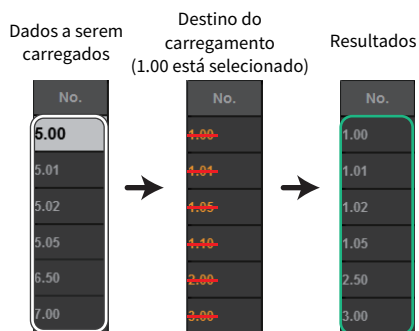 Dados a serem
carregados
Destino do
carregamento
(1.00 está selecionado)
Resultados
No.
5.00
5.01
5.02
5.05
6.50
7.00
No.
1.00
1.01
1.05
1.10
2.00
3.00
No.
1.00
1.01
1.02
1.05
2.50
3.00